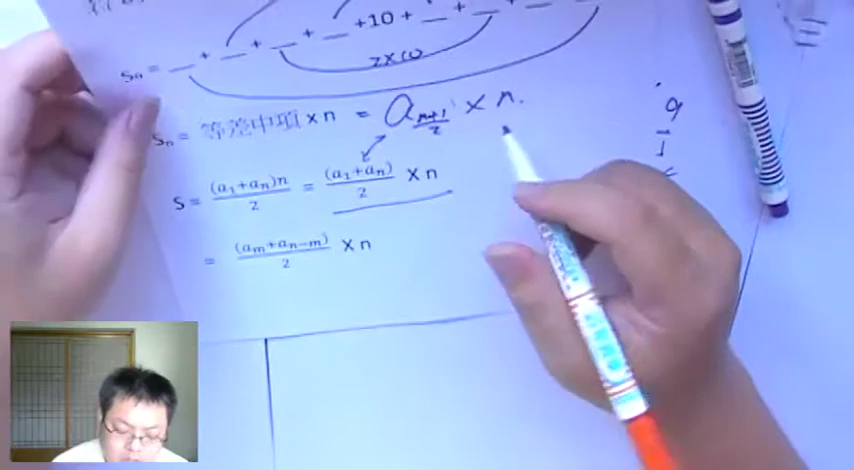 +10+
2×10
Sn = + + + +
Sn = 等差中項×n = a n+1/2 × n.
S = (a1+an)n/2 = (a1+an)/2 ×n
= (am+an-m)/2 ×n